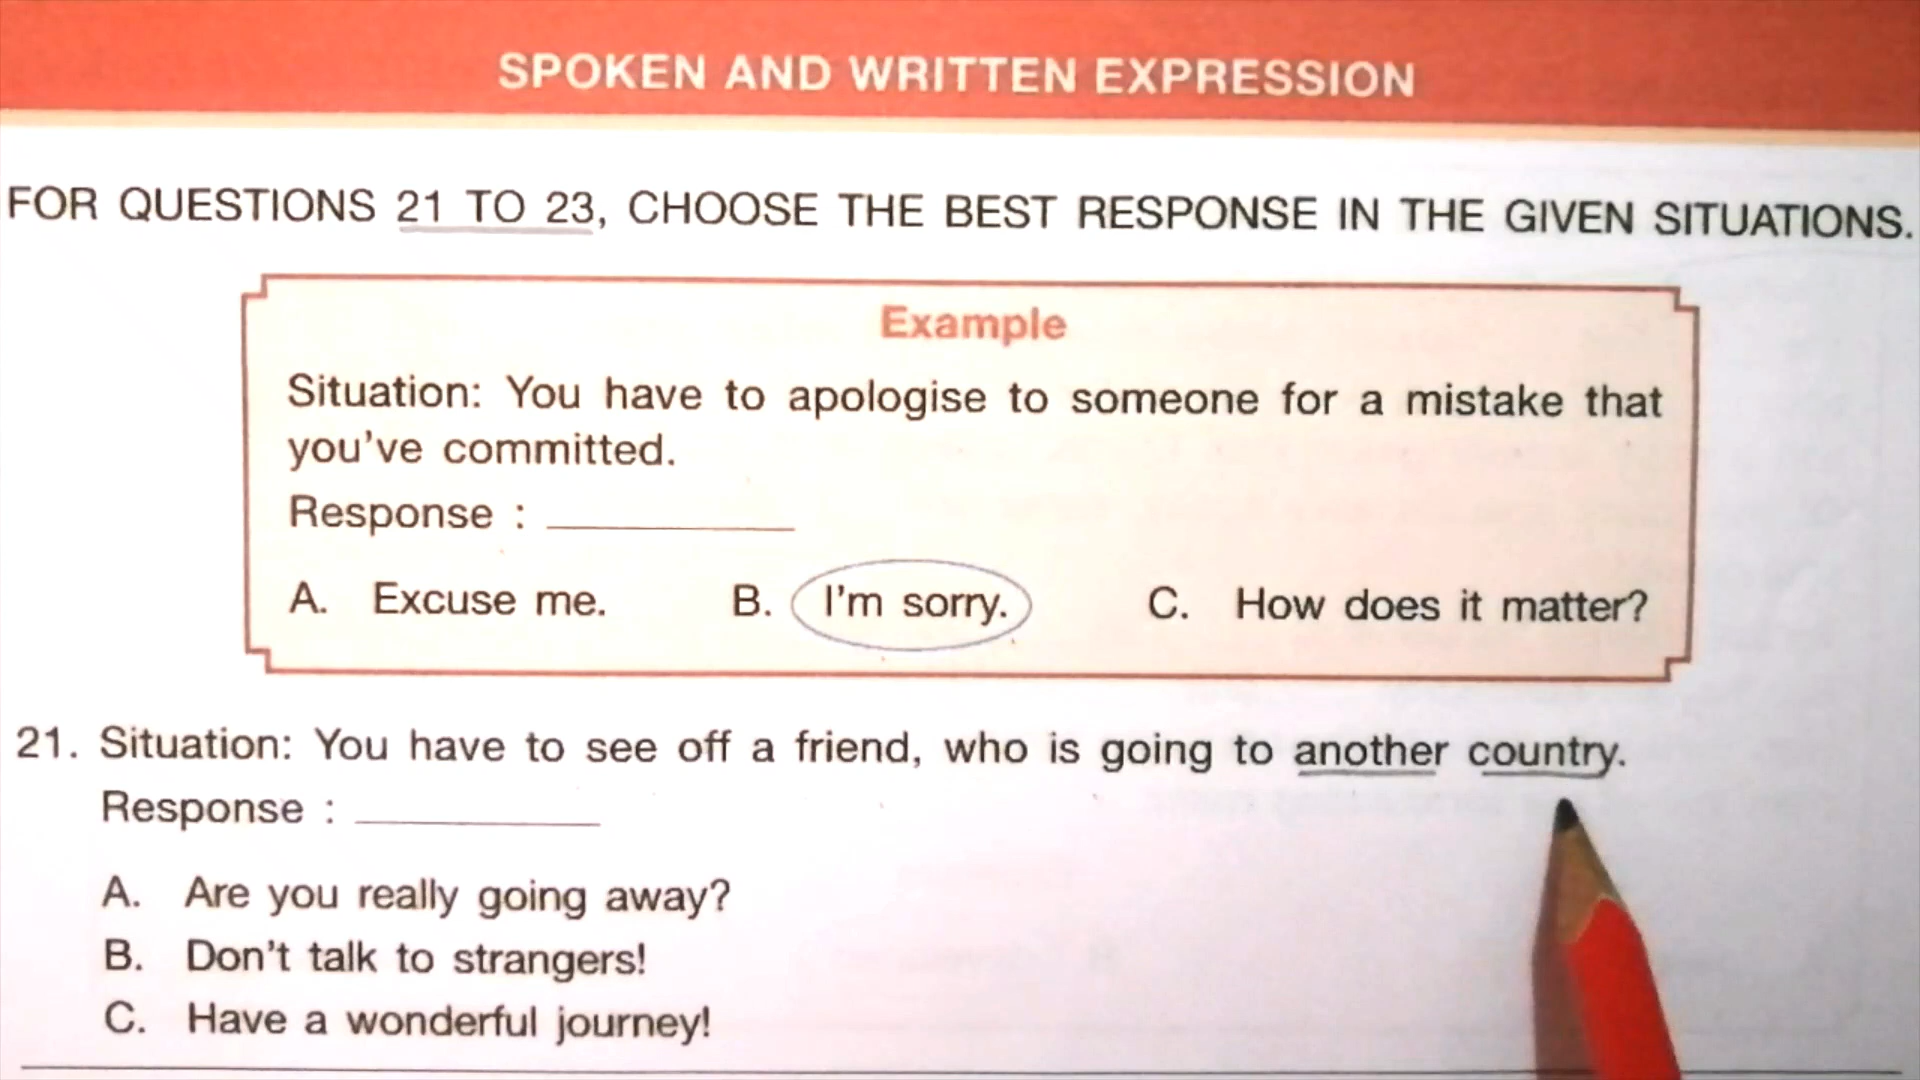 SPOKEN AND WRITTEN EXPRESSION
FOR QUESTIONS 21 TO 23, CHOOSE THE BEST RESPONSE IN THE GIVEN SITUATIONS.
Example
Situation: You have to apologise to someone for a mistake that
you've committed.
Response : __________
A. Excuse me. B. I'm sorry. C. How does it matter?
21. Situation: You have to see off a friend, who is going to another country.
Response : __________
A. Are you really going away?
B. Don't talk to strangers!
C. Have a wonderful journey!